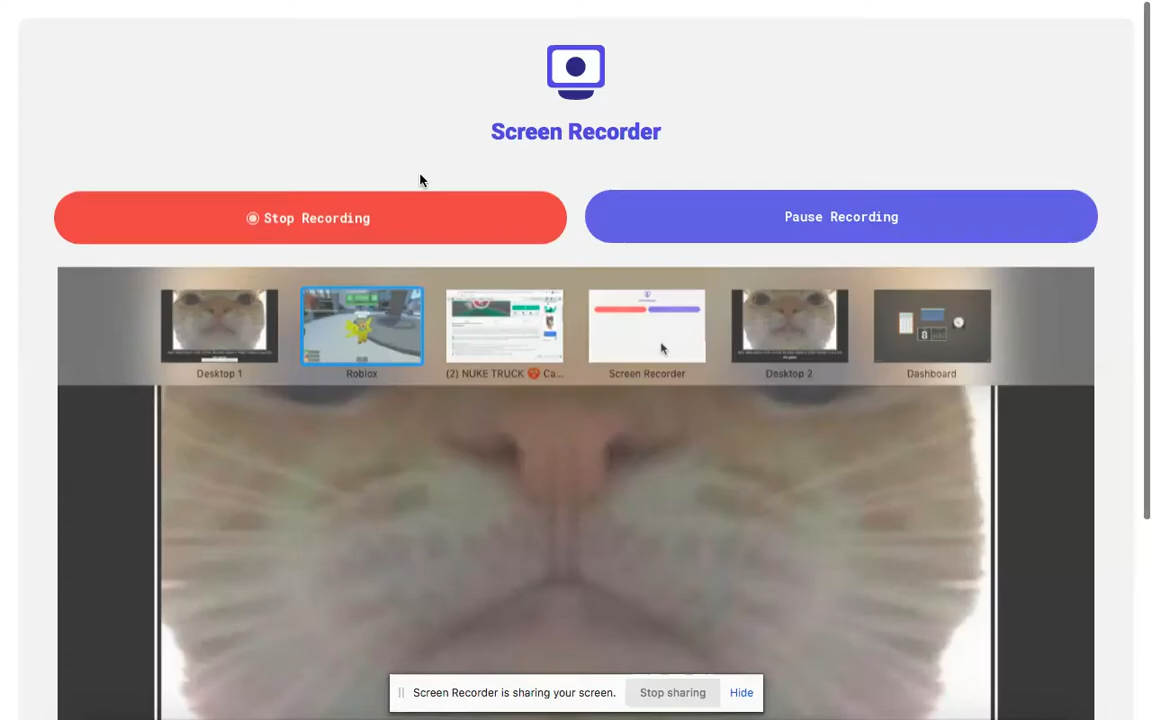 Screen Recorder
Stop Recording
Pause Recording
Desktop 1
Roblox
(2) NUKE TRUCK 😡 Ca...
Screen Recorder
Desktop 2
Dashboard
Screen Recorder is sharing your screen.
Stop sharing
Hide